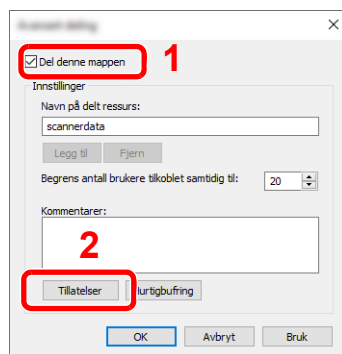 Del denne mappen
1
Innstillinger
Navn på delt ressurs:
scannerdata
Legg til Fjern
Begrens antall brukere tilkoblet samtidig til: 20
Kommentarer:
2
Tillatelser Hurtigbufring
OK Avbryt Bruk